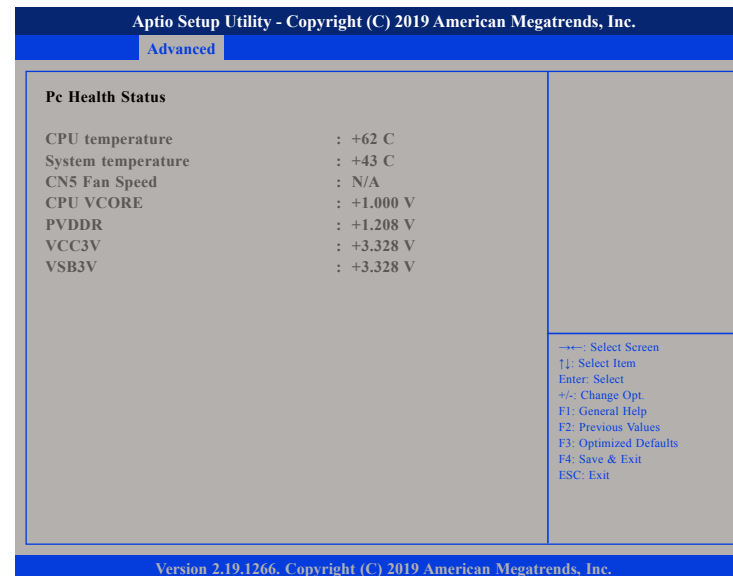 Aptio Setup Utility - Copyright (C) 2019 American Megatrends, Inc.
Advanced
Pc Health Status
CPU temperature : +62 C
System temperature : +43 C
CN5 Fan Speed : N/A
CPU VCORE : +1.000 V
PVDDR : +1.208 V
VCC3V : +3.328 V
VSB3V : +3.328 V
→←: Select Screen
↑↓: Select Item
Enter: Select
+/-: Change Opt.
F1: General Help
F2: Previous Values
F3: Optimized Defaults
F4: Save & Exit
ESC: Exit
Version 2.19.1266. Copyright (C) 2019 American Megatrends, Inc.